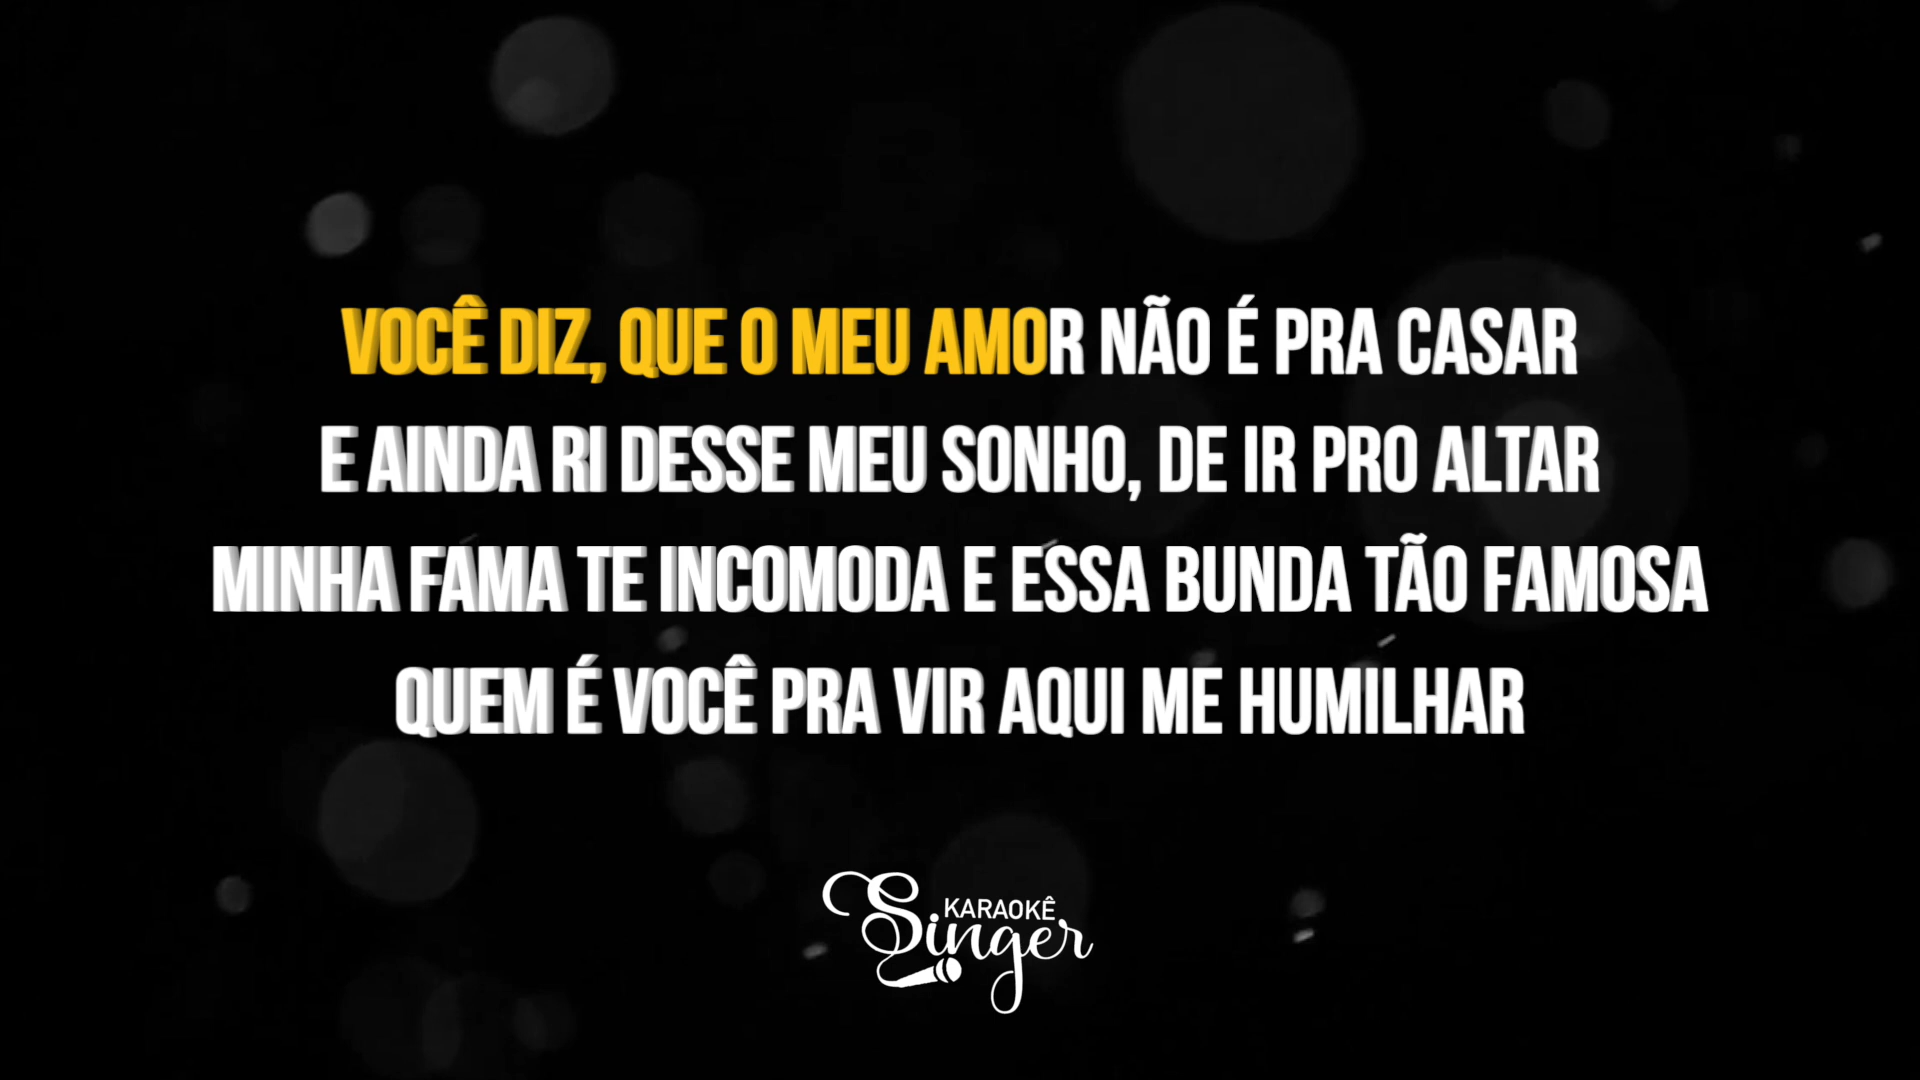 VOCÊ DIZ, QUE O MEU AMOR NÃO É PRA CASAR
E AINDA RI DESSE MEU SONHO, DE IR PRO ALTAR
MINHA FAMA TE INCOMODA E ESSA BUNDA TÃO FAMOSA
QUEM É VOCÊ PRA VIR AQUI ME HUMILHAR
KARAOKÊ
Singer